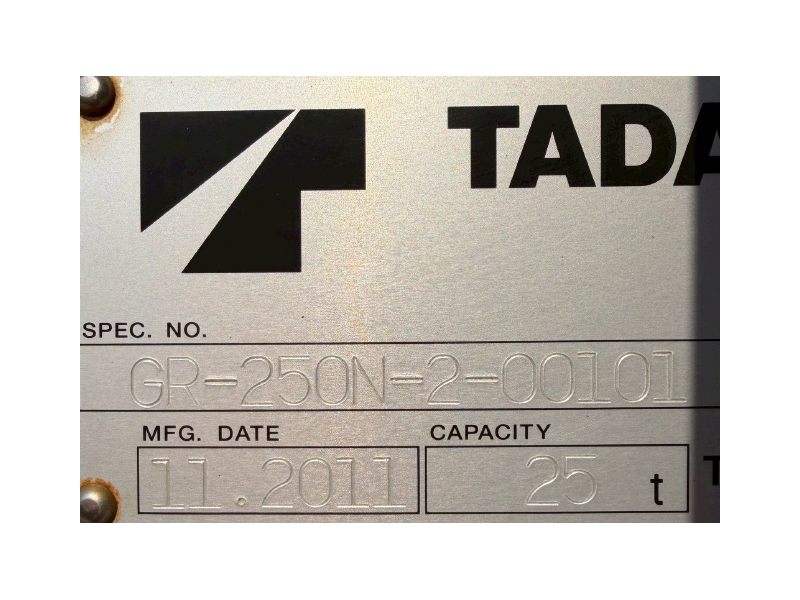 TADA
SPEC. NO.
GR-250N-2-00101
MFG. DATE CAPACITY
11.2011 25 t T